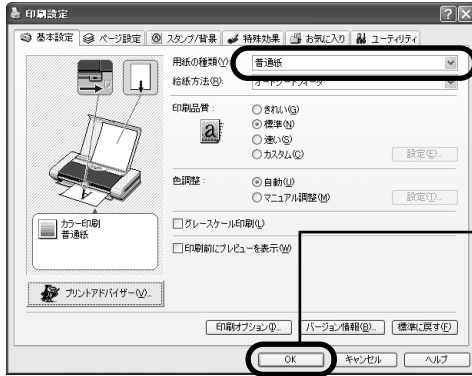 印刷設定
基本設定 ページ設定 スタンプ/背景 特殊効果 お気に入り ユーティリティ
用紙の種類(Y): 普通紙
給紙方法(R): オートシートフィーダ
印刷品質: きれい(G)
標準(N)
速い(S)
カスタム(C) 設定(E)...
色調整: 自動(U)
マニュアル調整(M) 設定(T)...
グレースケール印刷(L)
印刷前にプレビューを表示(W)
カラー印刷
普通紙
プリントアドバイザー(V)...
印刷オプション(I)... バージョン情報(B)... 標準に戻す(F)
OK キャンセル ヘルプ